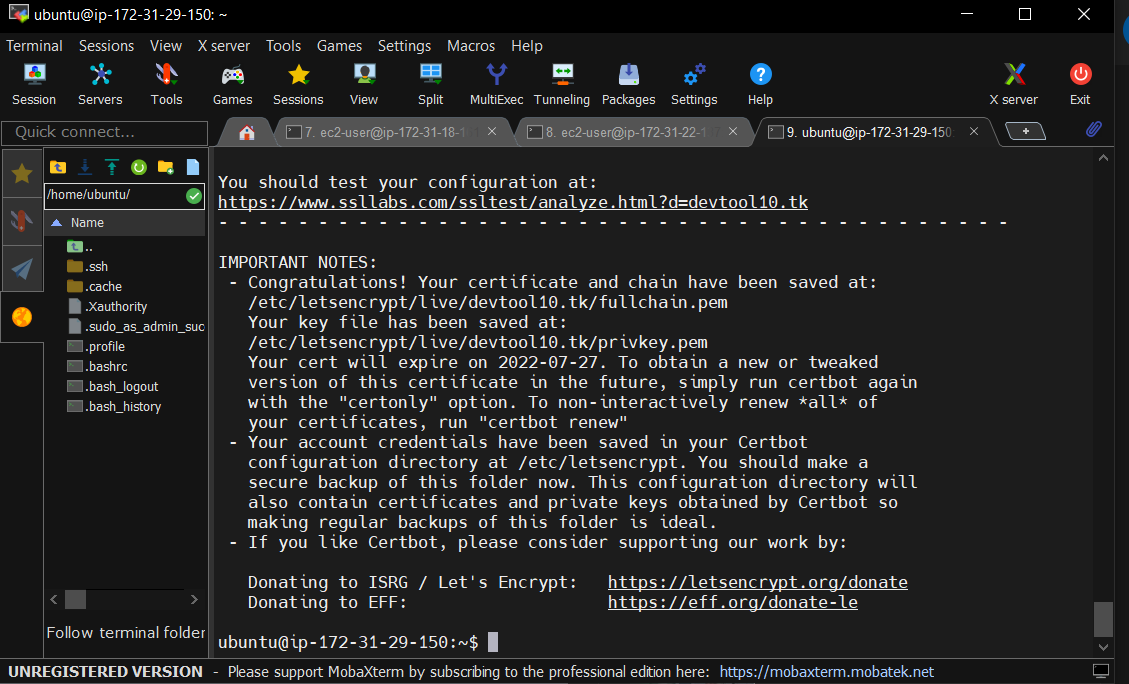 ubuntu@ip-172-31-29-150: ~
Terminal Sessions View X server Tools Games Settings Macros Help
Session Servers Tools Games Sessions View Split MultiExec Tunneling Packages Settings Help X server Exit
Quick connect...
7. ec2-user@ip-172-31-18-1
8. ec2-user@ip-172-31-22-1
9. ubuntu@ip-172-31-29-150:
/home/ubuntu/
Name
..
.ssh
.cache
.Xauthority
.sudo_as_admin_suc
.profile
.bashrc
.bash_logout
.bash_history
Follow terminal folder
You should test your configuration at:
https://www.ssllabs.com/ssltest/analyze.html?d=devtool10.tk
- - - - - - - - - - - - - - - - - - - - - - - - - - - - - - - - - - - - - - - -
IMPORTANT NOTES:
- Congratulations! Your certificate and chain have been saved at:
/etc/letsencrypt/live/devtool10.tk/fullchain.pem
Your key file has been saved at:
/etc/letsencrypt/live/devtool10.tk/privkey.pem
Your cert will expire on 2022-07-27. To obtain a new or tweaked
version of this certificate in the future, simply run certbot again
with the "certonly" option. To non-interactively renew *all* of
your certificates, run "certbot renew"
- Your account credentials have been saved in your Certbot
configuration directory at /etc/letsencrypt. You should make a
secure backup of this folder now. This configuration directory will
also contain certificates and private keys obtained by Certbot so
making regular backups of this folder is ideal.
- If you like Certbot, please consider supporting our work by:
Donating to ISRG / Let's Encrypt: https://letsencrypt.org/donate
Donating to EFF: https://eff.org/donate-le
ubuntu@ip-172-31-29-150:~$
UNREGISTERED VERSION - Please support MobaXterm by subscribing to the professional edition here: https://mobaxterm.mobatek.net